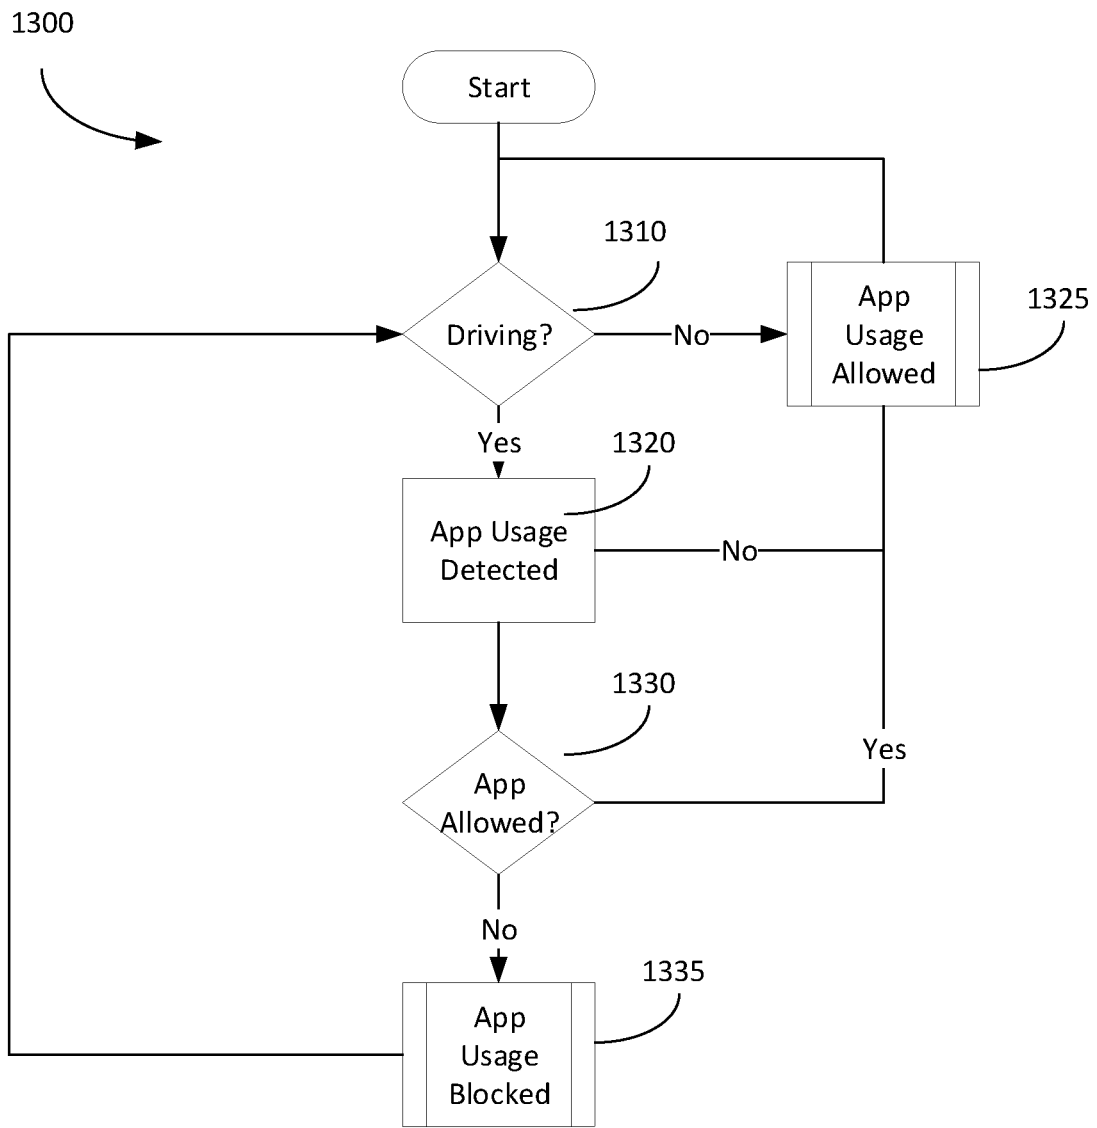 1300
Start
1310
Driving?
No
App
Usage
Allowed
1325
Yes
1320
App Usage
Detected
No
1330
App
Allowed?
Yes
No
1335
App
Usage
Blocked